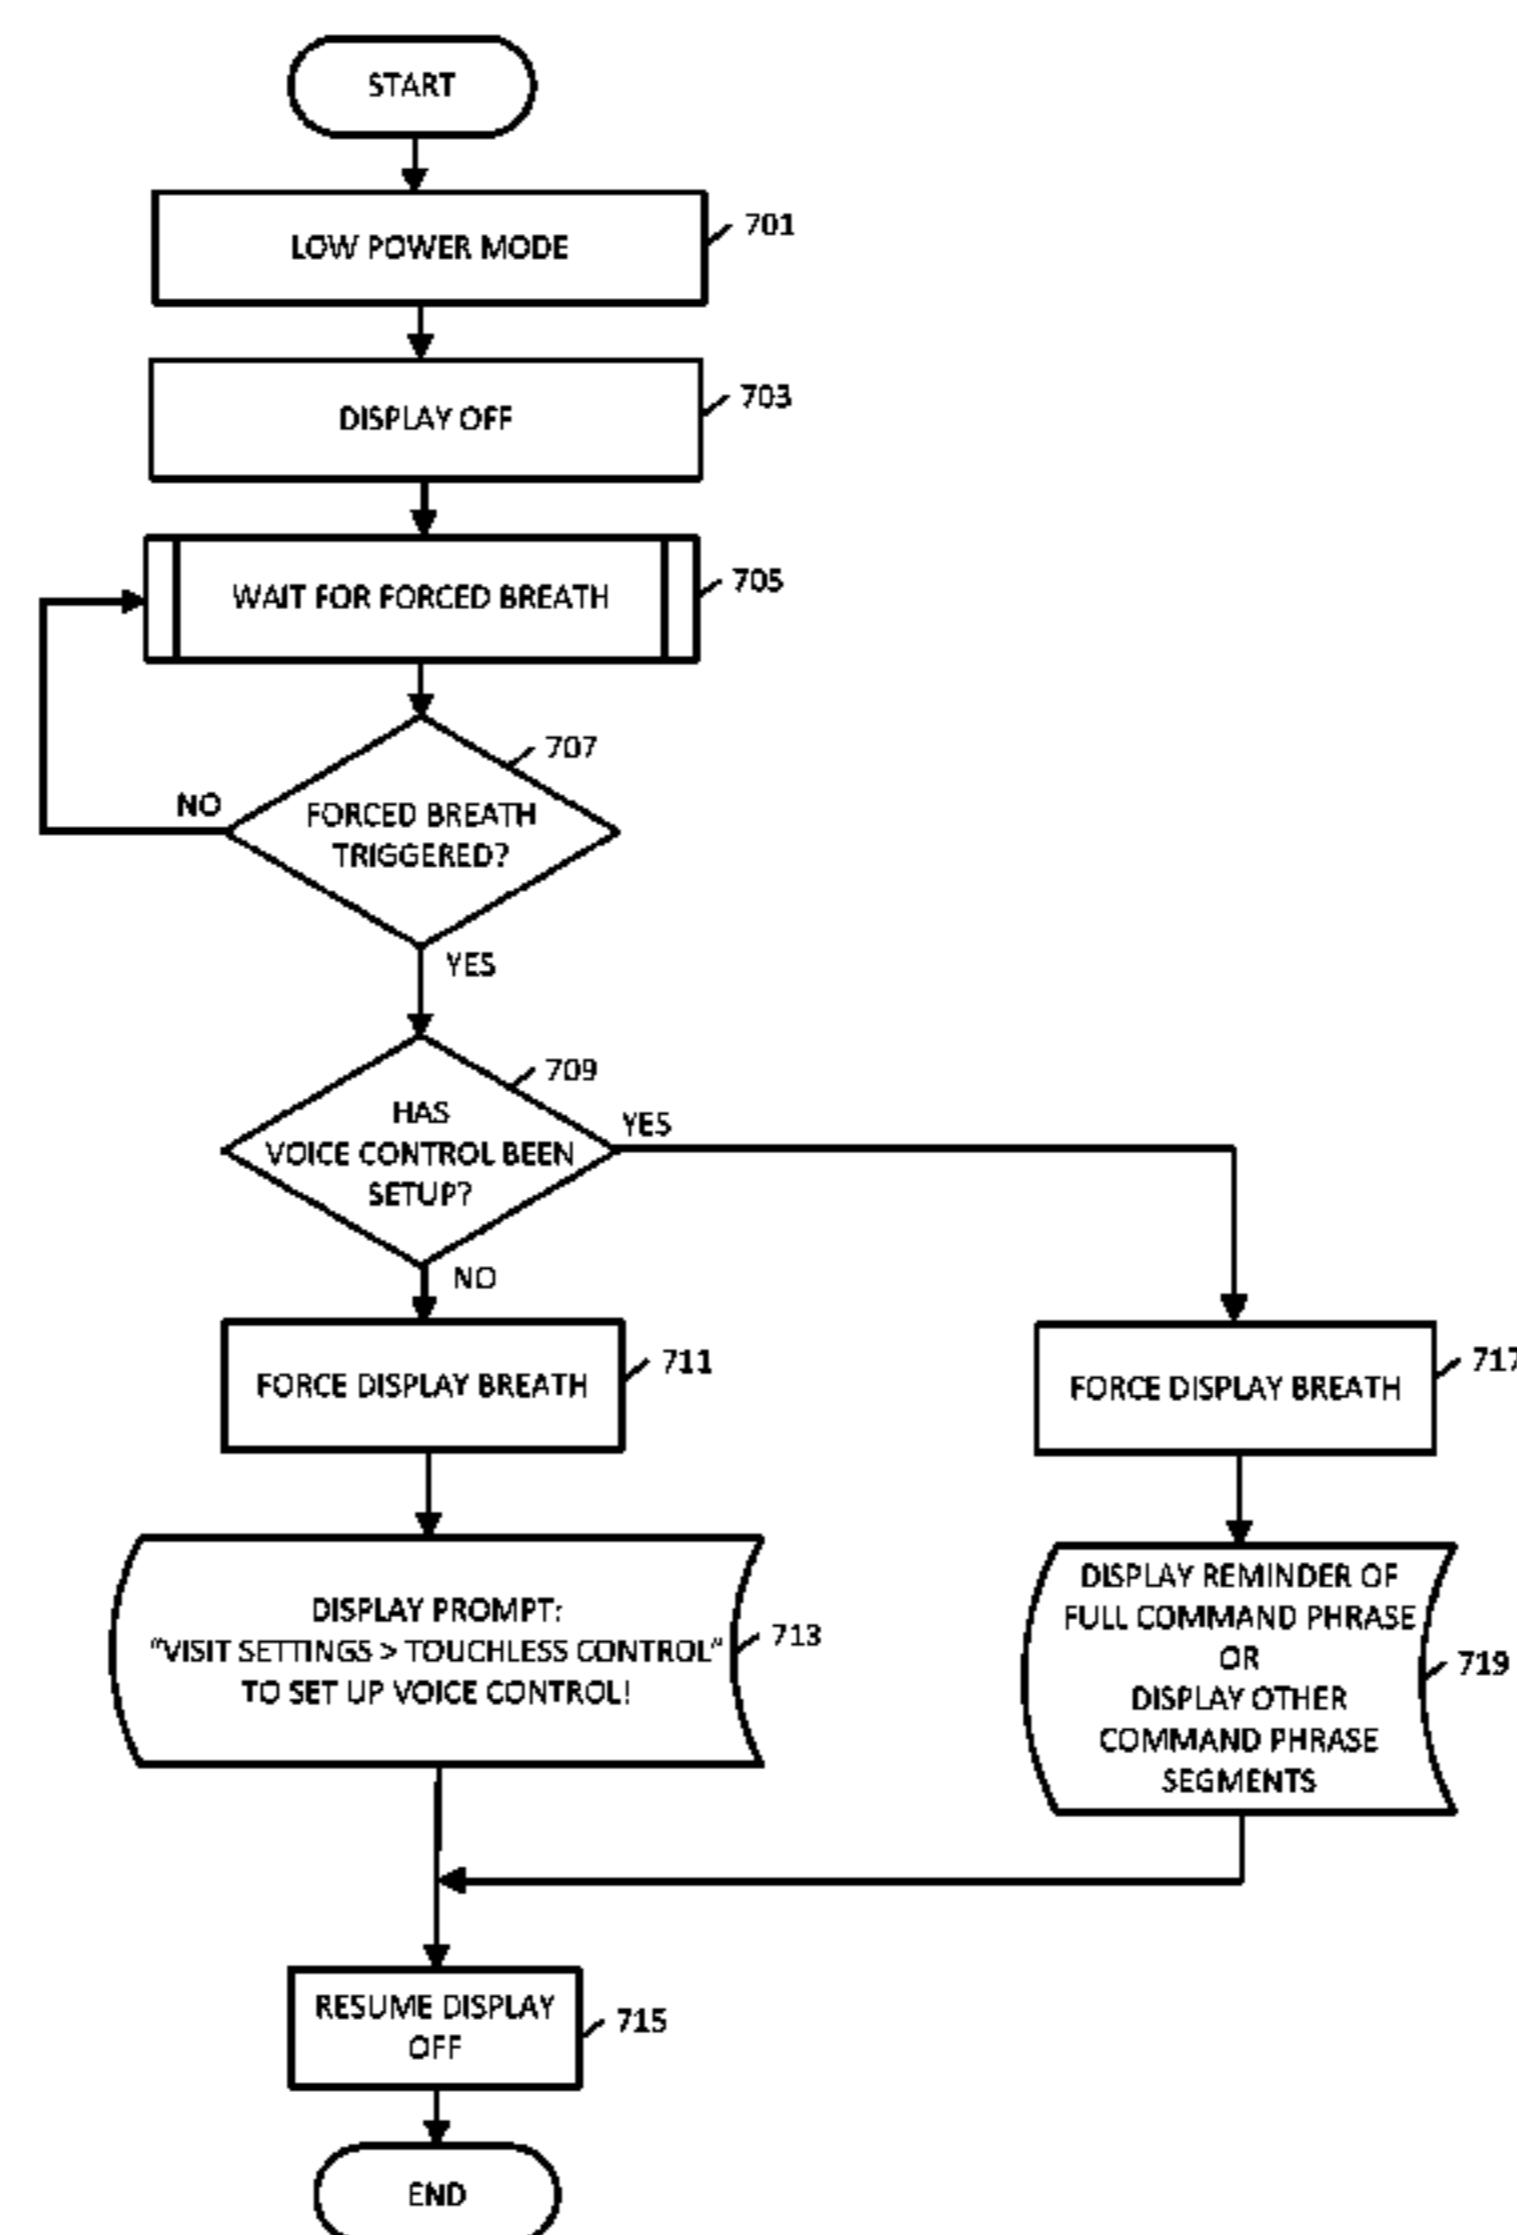 START
LOW POWER MODE
701
DISPLAY OFF
703
WAIT FOR FORCED BREATH
705
707
NO
FORCED BREATH
TRIGGERED?
YES
709
HAS
VOICE CONTROL BEEN
SETUP?
YES
NO
FORCE DISPLAY BREATH
711
FORCE DISPLAY BREATH
717
DISPLAY PROMPT:
"VISIT SETTINGS > TOUCHLESS CONTROL"
TO SET UP VOICE CONTROL!
713
DISPLAY REMINDER OF
FULL COMMAND PHRASE
OR
DISPLAY OTHER
COMMAND PHRASE
SEGMENTS
719
RESUME DISPLAY
OFF
715
END